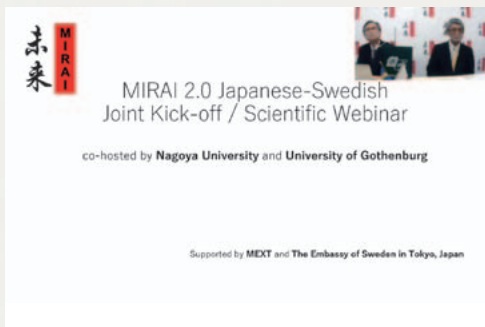 未来
MIRAI
MIRAI 2.0 Japanese-Swedish
Joint Kick-off / Scientific Webinar
co-hosted by Nagoya University and University of Gothenburg
Supported by MEXT and The Embassy of Sweden in Tokyo, Japan